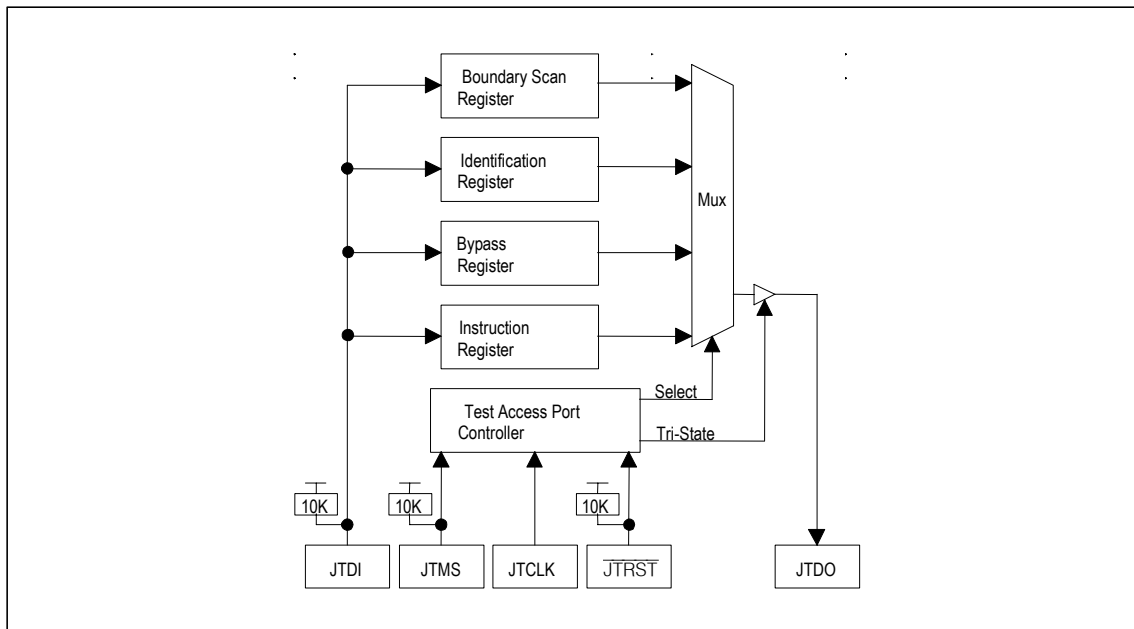 Boundary Scan
Register
Identification
Register
Mux
Bypass
Register
Instruction
Register
Select
Test Access Port
Controller
Tri-State
10K
10K
10K
JTDI
JTMS
JTCLK
JTRST
JTDO